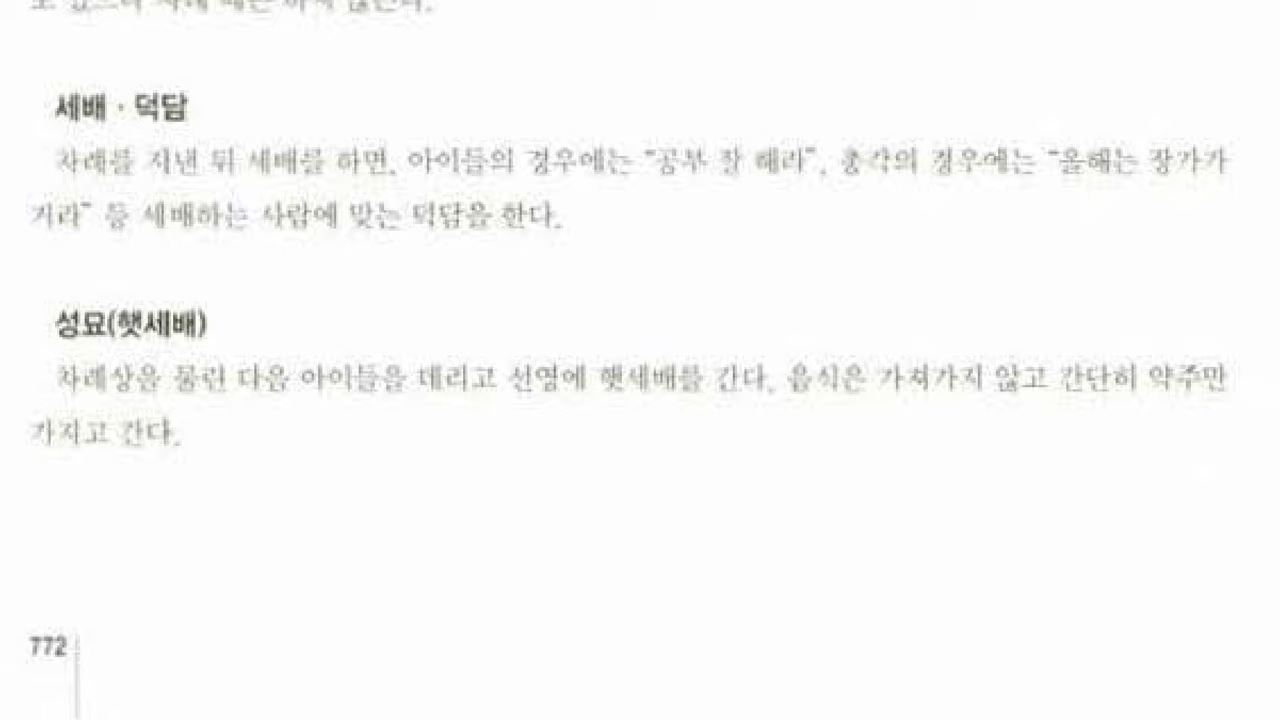 세배 · 덕담
차례를 지낸 뒤 세배를 하면, 아이들의 경우에는 "공부 잘 해라", 총각의 경우에는 "올해는 장가가
거라" 등 세배하는 사람에 맞는 덕담을 한다.
성묘(햇세배)
차례상을 물린 다음 아이들을 데리고 선영에 햇세배를 간다. 음식은 가져가지 않고 간단히 약주만
가지고 간다.
772